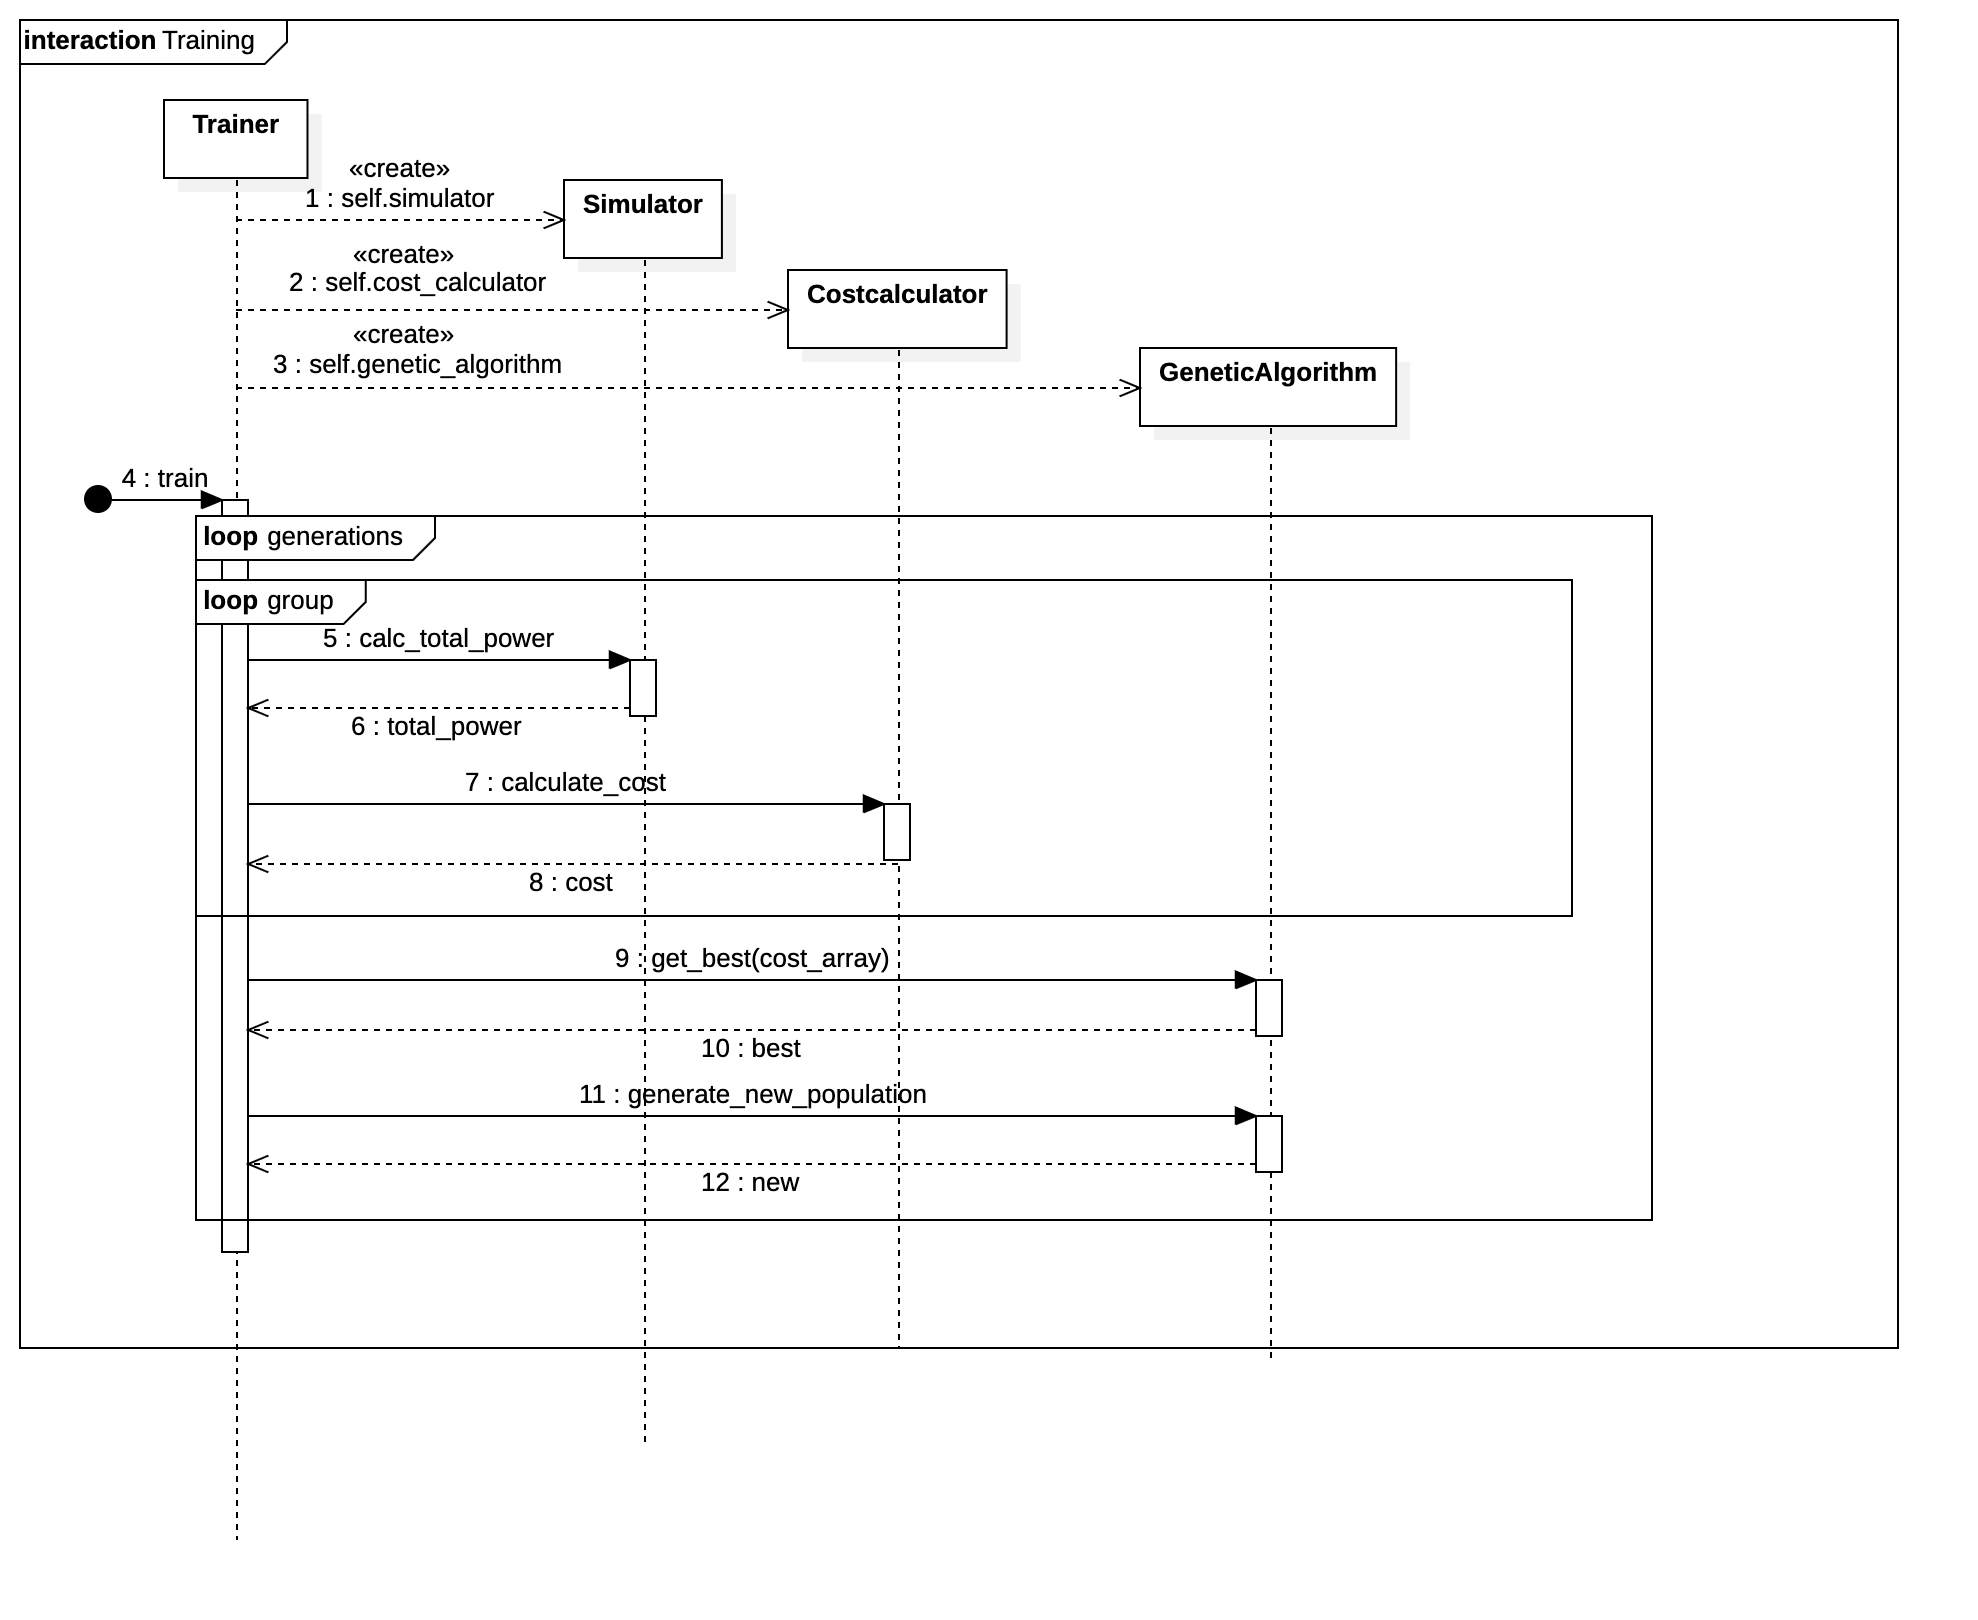 interaction Training
Trainer
«create»
1 : self.simulator
Simulator
«create»
2 : self.cost_calculator
Costcalculator
«create»
3 : self.genetic_algorithm
GeneticAlgorithm
4 : train
loop generations
loop group
5 : calc_total_power
6 : total_power
7 : calculate_cost
8 : cost
9 : get_best(cost_array)
10 : best
11 : generate_new_population
12 : new